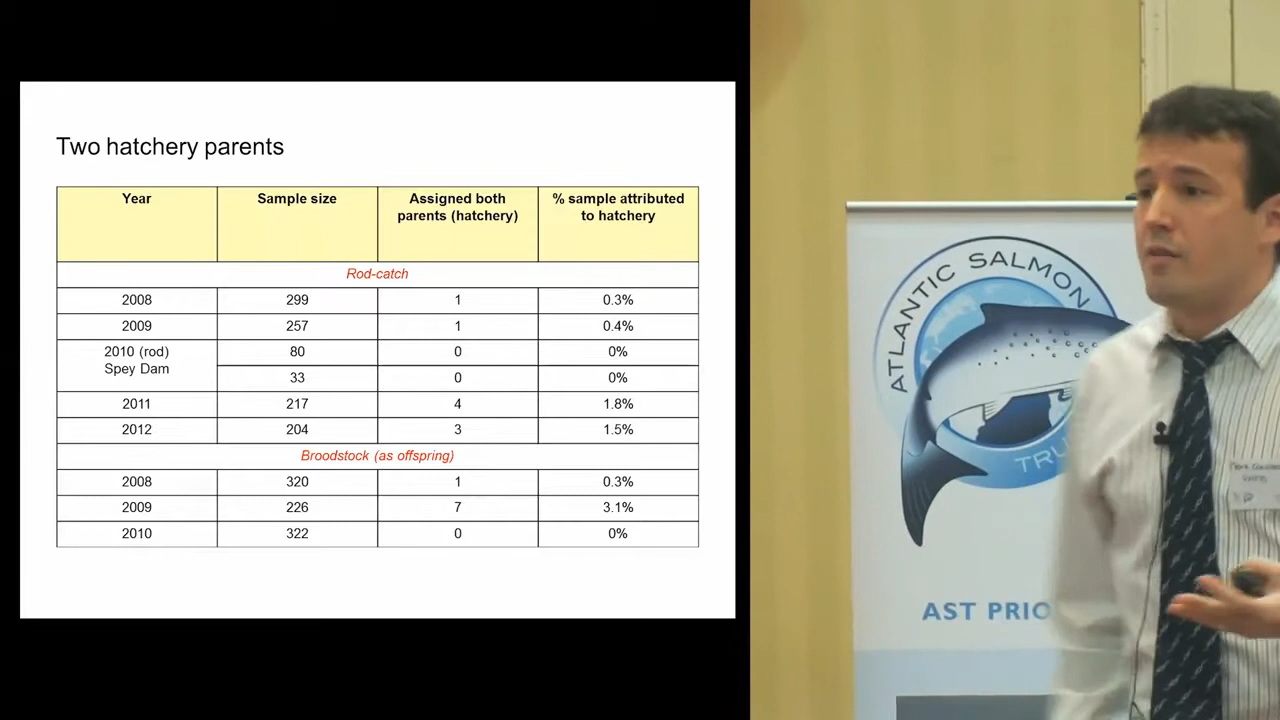 Two hatchery parents
Year Sample size Assigned both parents (hatchery) % sample attributed to hatchery
Rod-catch
2008 299 1 0.3%
2009 257 1 0.4%
2010 (rod) 80 0 0%
Spey Dam 33 0 0%
2011 217 4 1.8%
2012 204 3 1.5%
Broodstock (as offspring)
2008 320 1 0.3%
2009 226 7 3.1%
2010 322 0 0%
ATLANTIC SALMON
TRU
AST PRIO